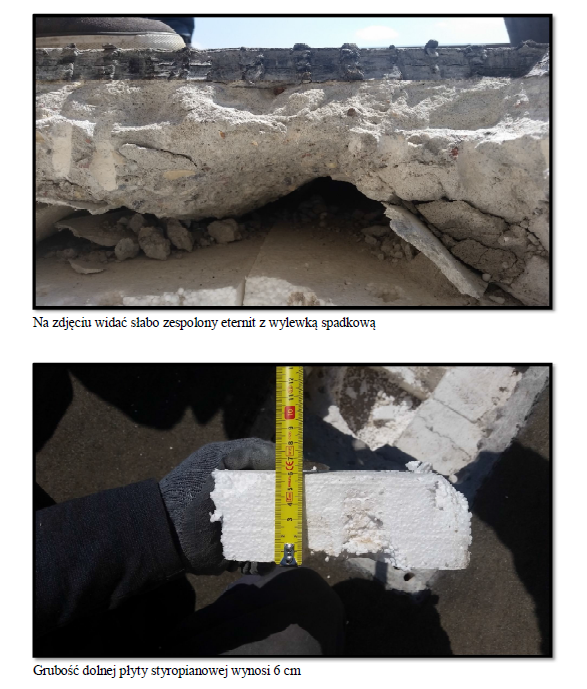 Na zdjęciu widać słabo zespolony eternit z wylewką spadkową
Grubość dolnej płyty styropianowej wynosi 6 cm